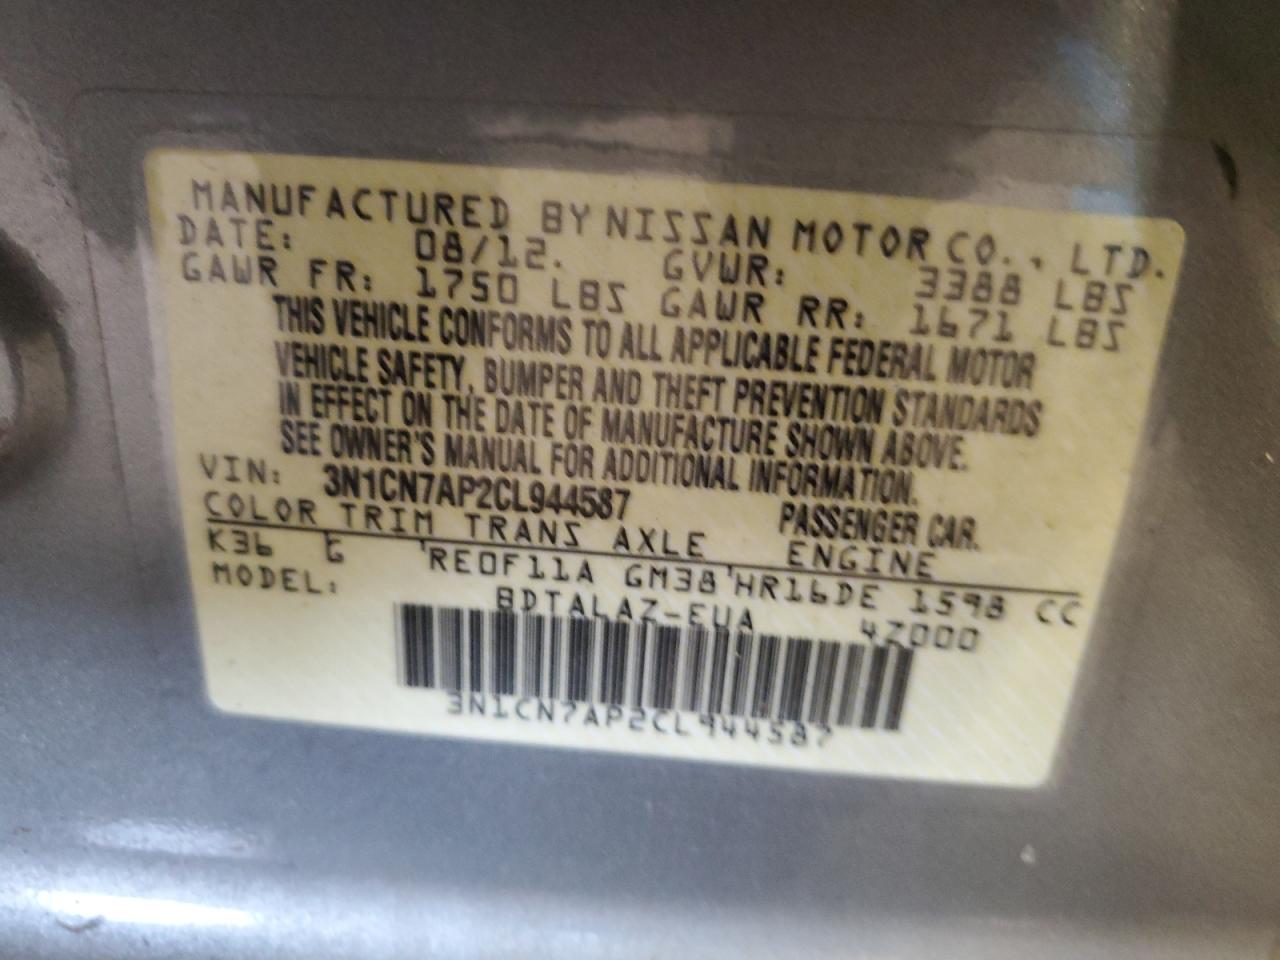 MANUFACTURED BY NISSAN MOTOR CO., LTD.
DATE: 08/12. GVWR: 3388 LBS
GAWR FR: 1750 LBS GAWR RR: 1671 LBS
THIS VEHICLE CONFORMS TO ALL APPLICABLE FEDERAL MOTOR
VEHICLE SAFETY, BUMPER AND THEFT PREVENTION STANDARDS
IN EFFECT ON THE DATE OF MANUFACTURE SHOWN ABOVE.
SEE OWNER'S MANUAL FOR ADDITIONAL INFORMATION.
VIN: 3N1CN7AP2CL944587 PASSENGER CAR.
COLOR TRIM TRANS AXLE ENGINE
K36 G RE0F11A GM38 HR16DE 1598 CC
MODEL: BDTALAZ-EUA 4Z000
3N1CN7AP2CL944587